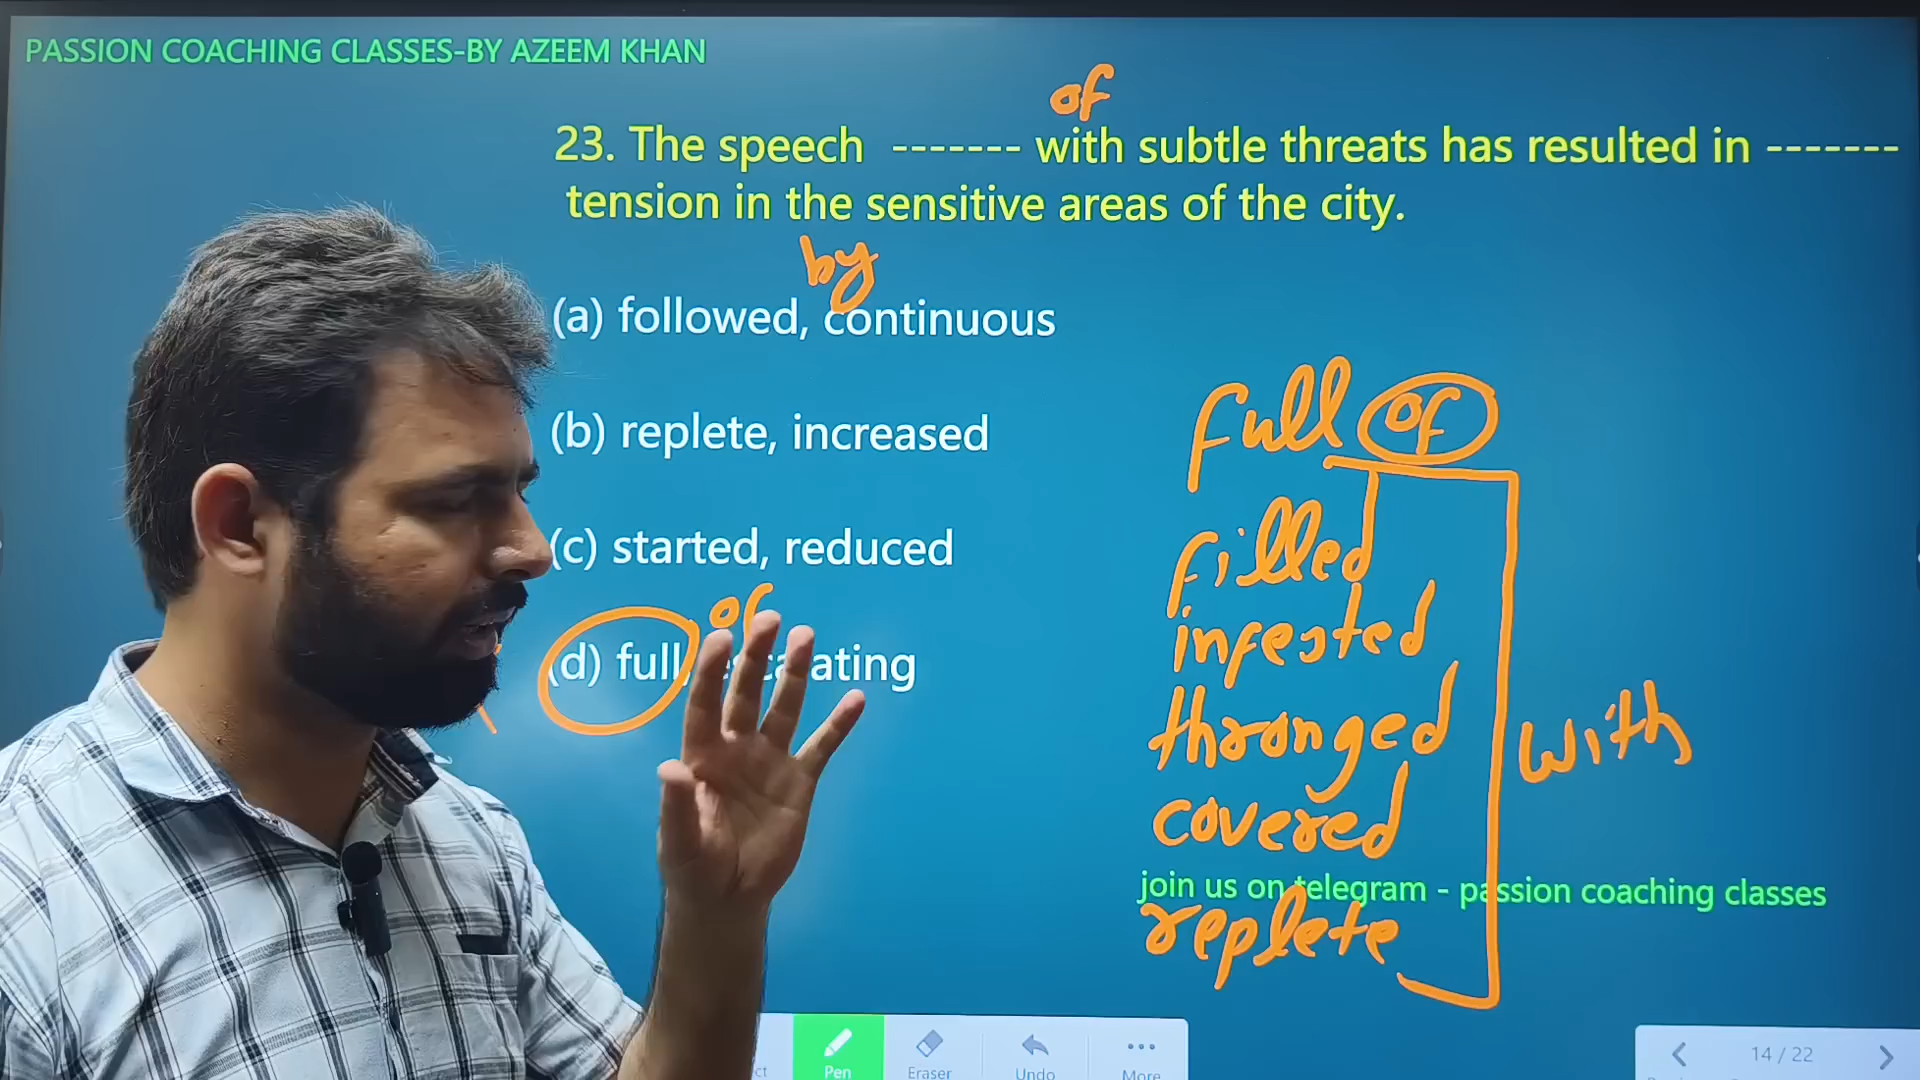 PASSION COACHING CLASSES-BY AZEEM KHAN
of
23. The speech ------- with subtle threats has resulted in -------
tension in the sensitive areas of the city.
by
(a) followed, continuous
(b) replete, increased
(c) started, reduced
of
(d) full, escalating
full of
filled
infested
thronged
covered
replete
with
join us on telegram - passion coaching classes
Pen
Eraser
Undo
More
14 / 22